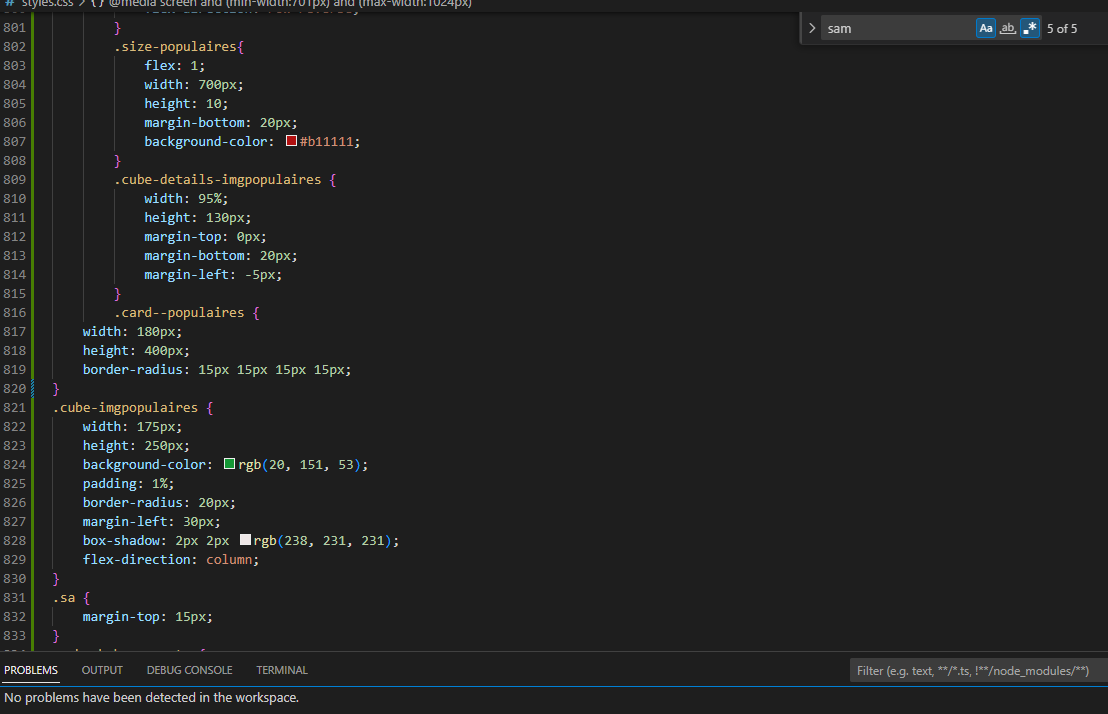 # styles.css > {} @media screen and (min-width:701px) and (max-width:1024px)
801 }
802 .size-populaires{
803 flex: 1;
804 width: 700px;
805 height: 10;
806 margin-bottom: 20px;
807 background-color: #b11111;
808 }
809 .cube-details-imgpopulaires {
810 width: 95%;
811 height: 130px;
812 margin-top: 0px;
813 margin-bottom: 20px;
814 margin-left: -5px;
815 }
816 .card--populaires {
817 width: 180px;
818 height: 400px;
819 border-radius: 15px 15px 15px 15px;
820 }
821 .cube-imgpopulaires {
822 width: 175px;
823 height: 250px;
824 background-color: rgb(20, 151, 53);
825 padding: 1%;
826 border-radius: 20px;
827 margin-left: 30px;
828 box-shadow: 2px 2px rgb(238, 231, 231);
829 flex-direction: column;
830 }
831 .sa {
832 margin-top: 15px;
833 }
> sam Aa ab .* 5 of 5
PROBLEMS OUTPUT DEBUG CONSOLE TERMINAL Filter (e.g. text, **/*.ts, !**/node_modules/**)
No problems have been detected in the workspace.